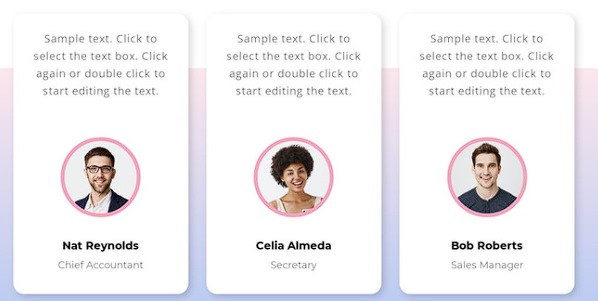 Sample text. Click to
select the text box. Click
again or double click to
start editing the text.
Nat Reynolds
Chief Accountant
Sample text. Click to
select the text box. Click
again or double click to
start editing the text.
Celia Almeda
Secretary
Sample text. Click to
select the text box. Click
again or double click to
start editing the text.
Bob Roberts
Sales Manager